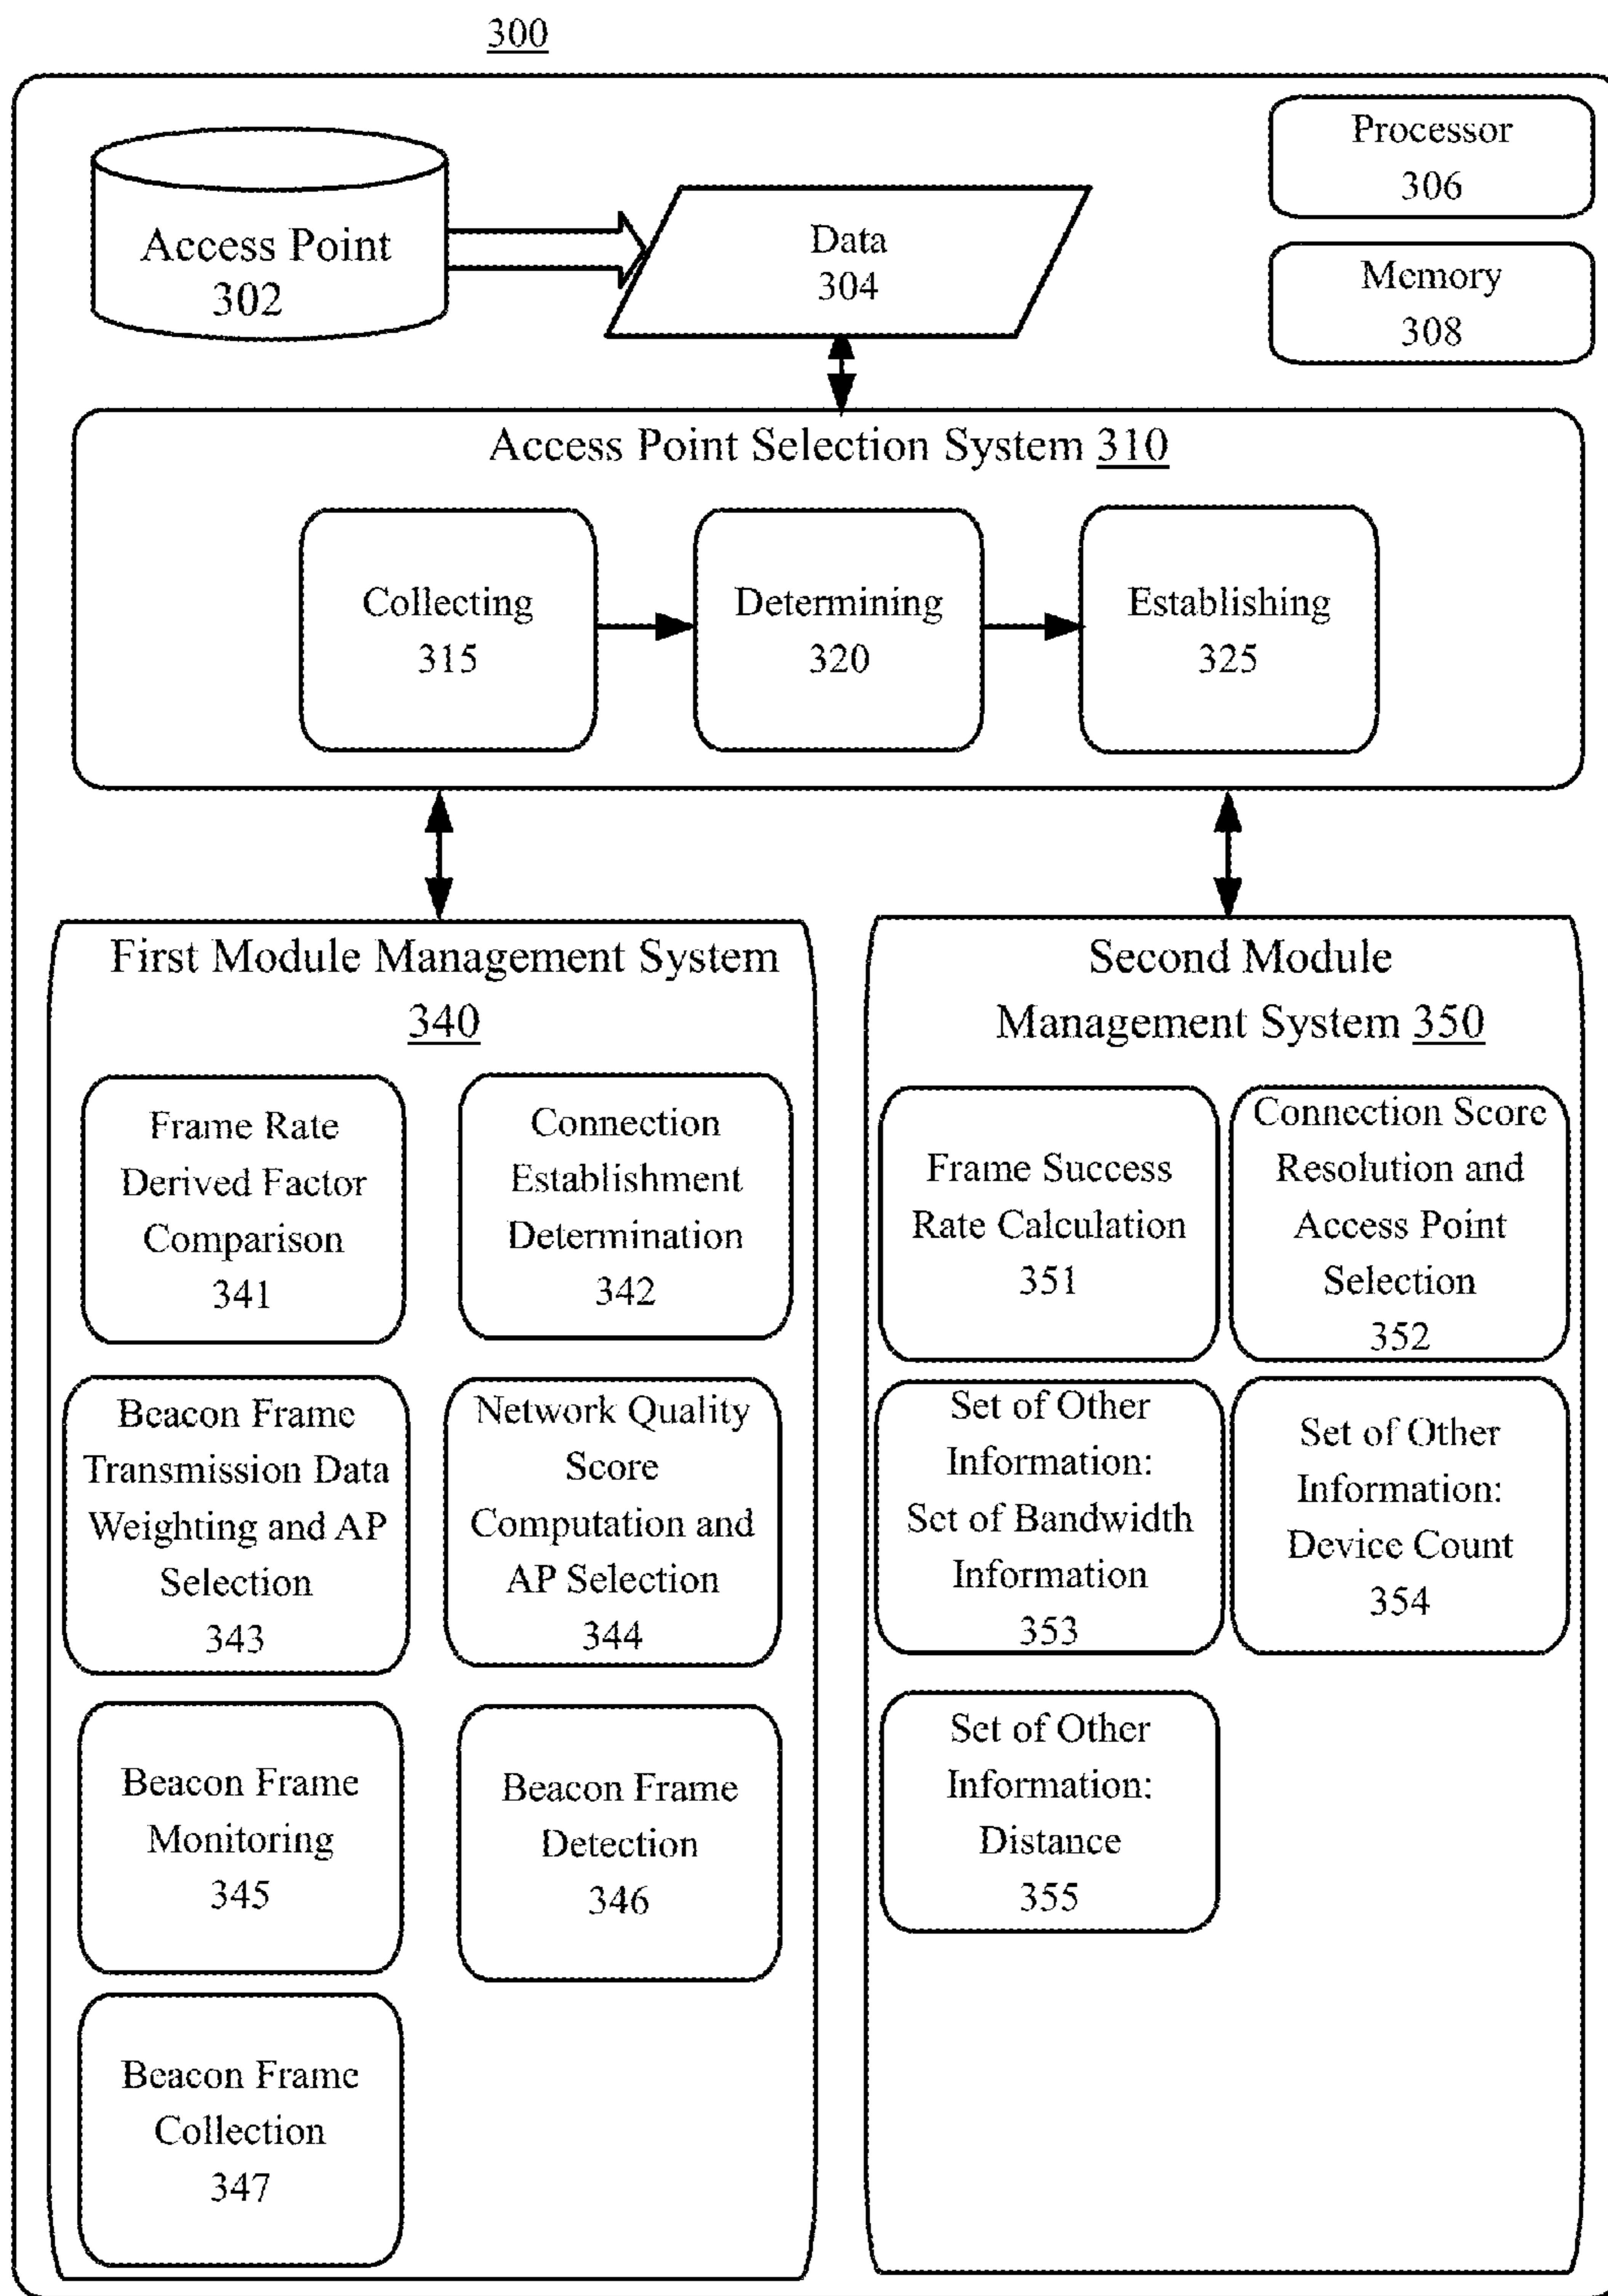 300
Access Point
302
Data
304
Processor
306
Memory
308
Access Point Selection System 310
Collecting
315
Determining
320
Establishing
325
First Module Management System
340
Frame Rate
Derived Factor
Comparison
341
Connection
Establishment
Determination
342
Beacon Frame
Transmission Data
Weighting and AP
Selection
343
Network Quality
Score
Computation and
AP Selection
344
Beacon Frame
Monitoring
345
Beacon Frame
Detection
346
Beacon Frame
Collection
347
Second Module
Management System 350
Frame Success
Rate Calculation
351
Connection Score
Resolution and
Access Point
Selection
352
Set of Other
Information:
Set of Bandwidth
Information
353
Set of Other
Information:
Device Count
354
Set of Other
Information:
Distance
355